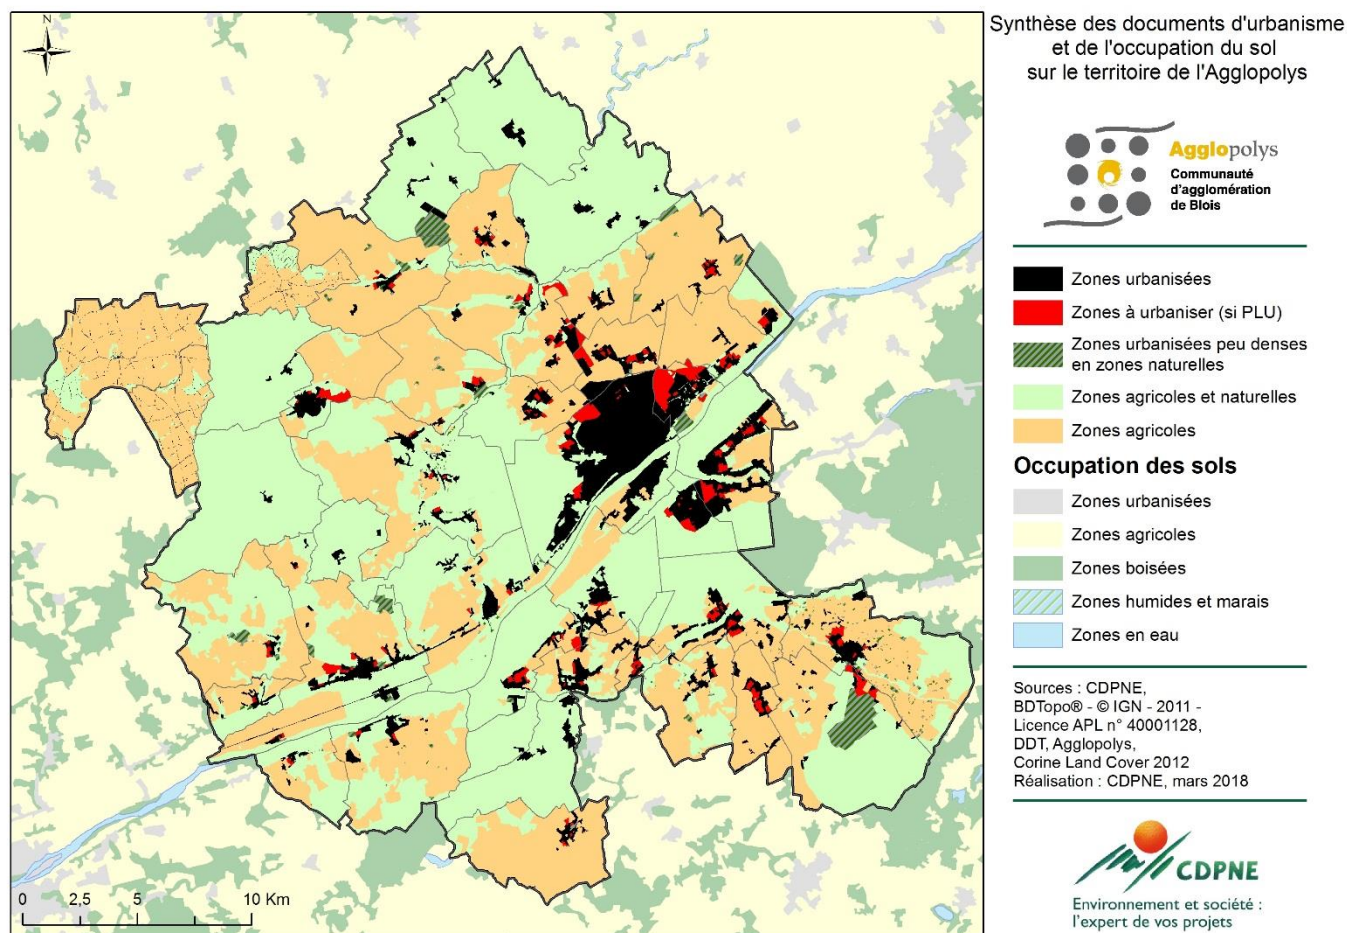 N
0 2,5 5 10 Km
Synthèse des documents d'urbanisme
et de l'occupation du sol
sur le territoire de l'Agglopolys
Agglopolys
Communauté
d'agglomération
de Blois
Zones urbanisées
Zones à urbaniser (si PLU)
Zones urbanisées peu denses
en zones naturelles
Zones agricoles et naturelles
Zones agricoles
Occupation des sols
Zones urbanisées
Zones agricoles
Zones boisées
Zones humides et marais
Zones en eau
Sources : CDPNE,
BDTopo® - © IGN - 2011 -
Licence APL n° 40001128,
DDT, Agglopolys,
Corine Land Cover 2012
Réalisation : CDPNE, mars 2018
CDPNE
Environnement et société :
l'expert de vos projets